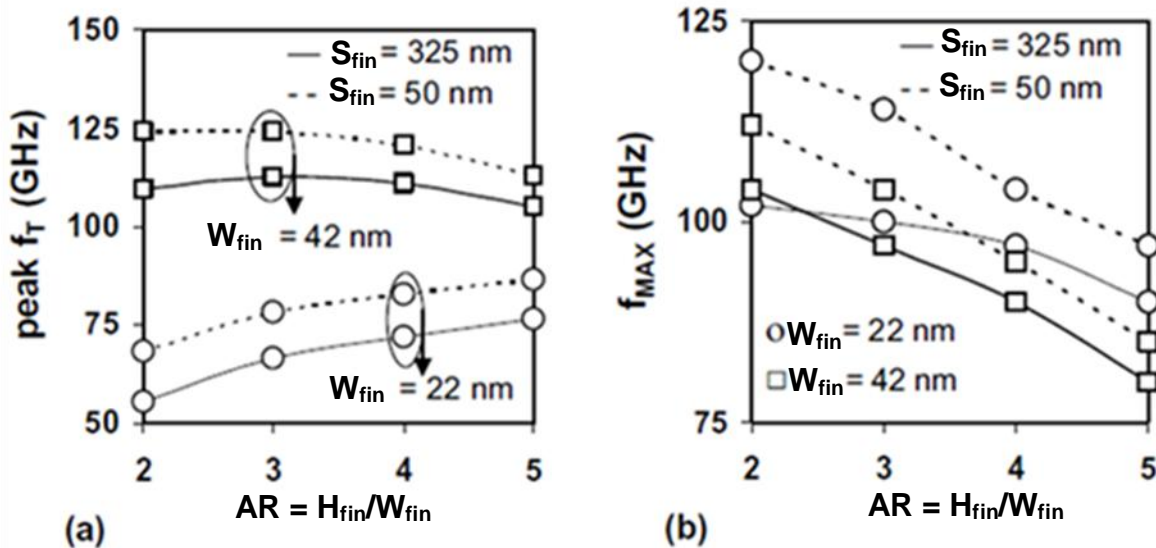 150
125
100
75
50
peak fT (GHz)
Sfin = 325 nm
Sfin = 50 nm
Wfin = 42 nm
Wfin = 22 nm
2 3 4 5
AR = Hfin/Wfin
(a)
125
100
75
fMAX (GHz)
Sfin = 325 nm
Sfin = 50 nm
Wfin = 22 nm
Wfin = 42 nm
2 3 4 5
AR = Hfin/Wfin
(b)